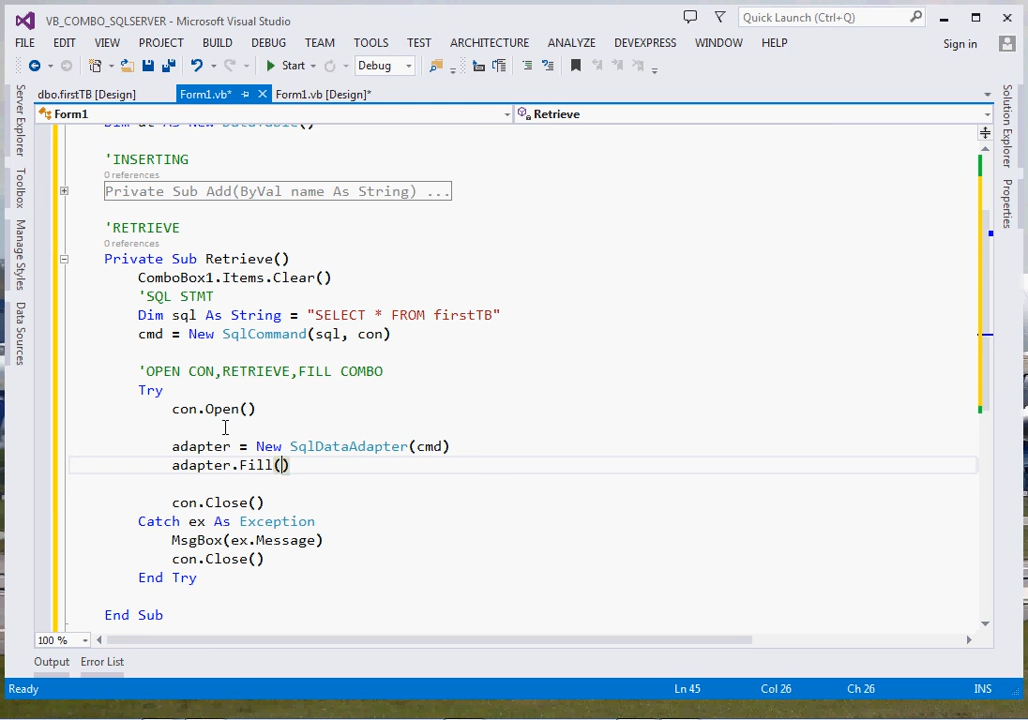 VB_COMBO_SQLSERVER - Microsoft Visual Studio
Quick Launch (Ctrl+Q)
FILE EDIT VIEW PROJECT BUILD DEBUG TEAM TOOLS TEST ARCHITECTURE ANALYZE DEVEXPRESS WINDOW HELP Sign in
Start Debug
dbo.firstTB [Design] Form1.vb* Form1.vb [Design]*
Form1 Retrieve
Server Explorer
Toolbox
Manage Styles
Data Sources
Solution Explorer
Properties
Dim dt As New DataTable()
'INSERTING
0 references
Private Sub Add(ByVal name As String) ...
'RETRIEVE
0 references
Private Sub Retrieve()
ComboBox1.Items.Clear()
'SQL STMT
Dim sql As String = "SELECT * FROM firstTB"
cmd = New SqlCommand(sql, con)
'OPEN CON,RETRIEVE,FILL COMBO
Try
con.Open()
adapter = New SqlDataAdapter(cmd)
adapter.Fill()
con.Close()
Catch ex As Exception
MsgBox(ex.Message)
con.Close()
End Try
End Sub
100 %
Output Error List
Ready Ln 45 Col 26 Ch 26 INS